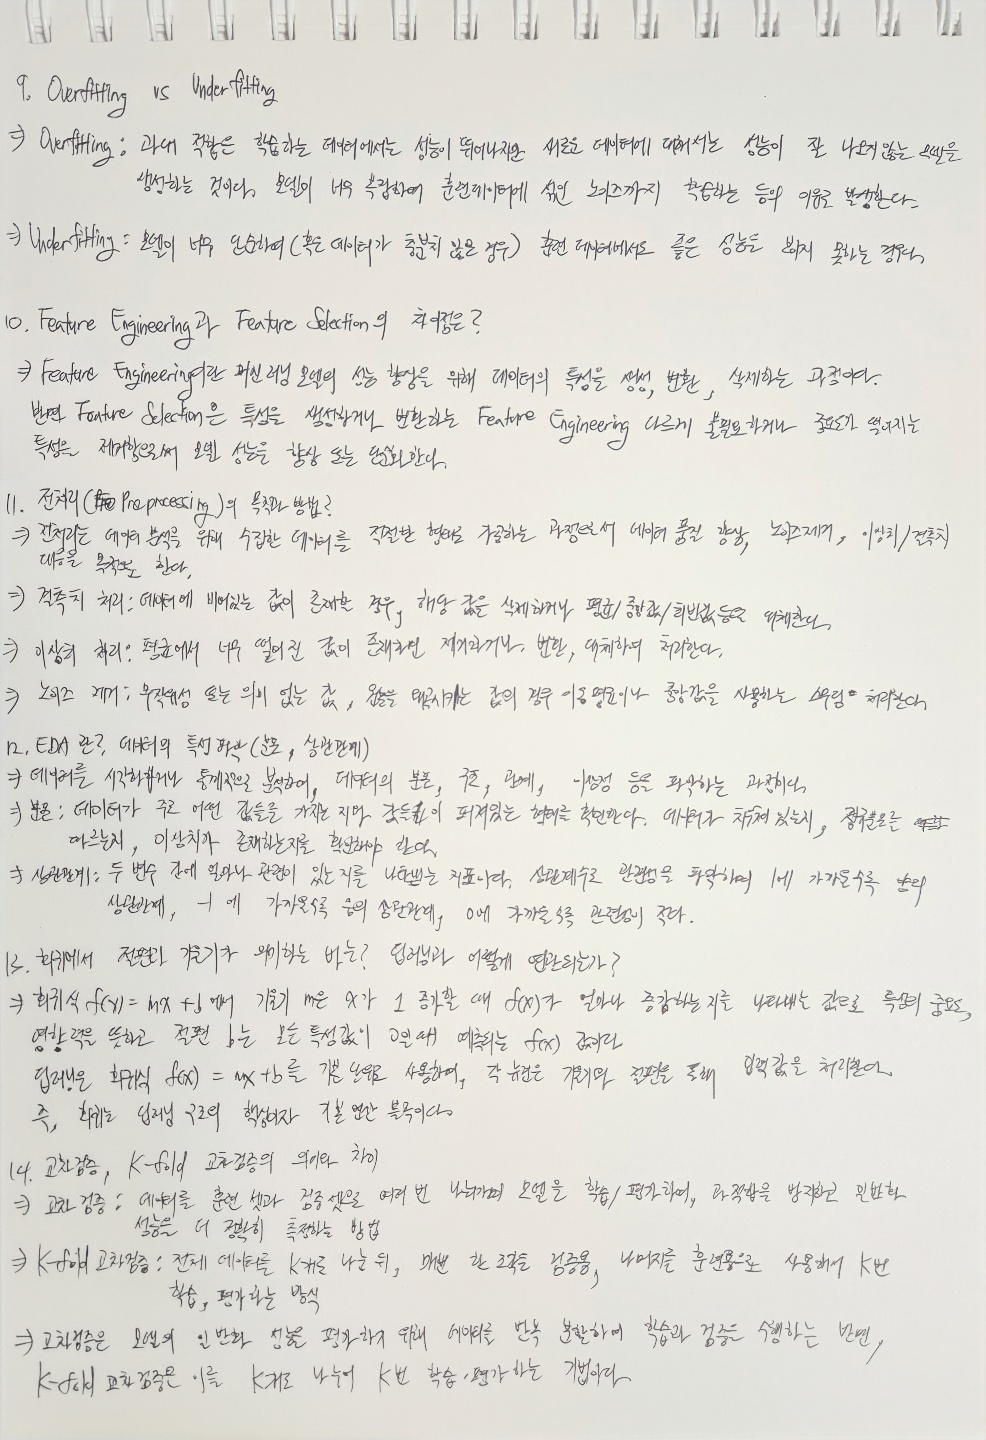 9. Overfitting vs Underfitting
⇒ Overfitting : 과대 적합은 학습하는 데이터에서는 성능이 뛰어나지만 새로운 데이터에 대해서는 성능이 잘 나오지 않는 모델을
생성하는 것이다. 모델이 너무 복잡하여 훈련데이터에 섞인 노이즈까지 학습하는 등의 이유로 발생한다.
⇒ Underfitting : 모델이 너무 단순하여 (혹은 데이터가 충분치 않은 경우) 훈련 데이터에서도 좋은 성능을 보이지 못하는 경우다.
10. Feature Engineering과 Feature Selection의 차이점은?
⇒ Feature Engineering이란 머신러닝 모델의 성능 향상을 위해 데이터의 특성을 생성, 변환, 삭제하는 과정이다.
반면 Feature Selection은 특성을 생성하거나 변환하는 Feature Engineering 다르게 불필요하거나 중요도가 떨어지는
특성을 제거함으로써 모델 성능을 향상 또는 단순화한다.
11. 전처리 (Preprocessing)의 목적과 방법?
⇒ 전처리는 데이터 분석을 위해 수집한 데이터를 적절한 형태로 가공하는 과정으로서 데이터 품질 향상, 노이즈제거, 이상치/결측치
대응을 목적으로 한다.
⇒ 결측치 처리 : 데이터에 비어있는 값이 존재할 경우, 해당 값을 삭제하거나 평균/중앙값/최빈값 등으로 대체한다.
⇒ 이상치 처리 : 평균에서 너무 떨어진 값이 존재하면 제거하거나 변환, 대체하여 처리한다.
⇒ 노이즈 제거 : 무작위성 또는 의미 없는 값, 을 값의 경우 이동평균이나 중앙값을 사용하는 스무딩 처리한다.
12. EDA란? 데이터의 특성 파악 (분포, 상관관계)
⇒ 데이터를 시각화하거나 통계적으로 분석하여, 데이터의 분포, 구조, 관계, 이상점 등을 파악하는 과정이다.
⇒ 분포 : 데이터가 주로 어떤 값들을 가지는지와 값들이 퍼져있는 형태를 확인한다. 데이터가 치우쳐 있는지, 정규분포를
따르는지, 이상치가 존재하는지를 확인해야 한다.
⇒ 상관관계 : 두 변수 간에 얼마나 관련이 있는지를 나타내는 지표이다. 상관계수로 관련성을 파악하며 1에 가까울수록 양의
상관관계, -1에 가까울수록 음의 상관관계, 0에 가까울수록 관련성이 적다.
13. 회귀에서 절편과 기울기가 의미하는 바는? 딥러닝과 어떻게 연관되는가?
⇒ 회귀식 f(x) = mx + b에서 기울기 m은 x가 1 증가할 때 f(x)가 얼마나 증감하는지를 나타내는 값으로 특성의 중요도,
영향력을 뜻하고 절편 b는 모든 특성값이 0일 때 예측되는 f(x) 값이다
딥러닝은 회귀식 f(x) = mx + b를 기본 단위로 사용하여, 각 뉴런은 기울기와 절편을 통해 입력값을 처리한다.
즉, 회귀는 딥러닝 구조의 핵심이자 기본 연산 블록이다.
14. 교차검증, K-fold 교차검증의 의미와 차이
⇒ 교차 검증 : 데이터를 훈련 셋과 검증 셋으로 여러 번 나눠가며 모델을 학습/평가하여, 과적합을 방지하고 일반화
성능을 더 정확히 측정하는 방법
⇒ K-fold 교차검증 : 전체 데이터를 K개로 나눈 뒤, 매번 한 조각을 검증용, 나머지를 훈련용으로 사용해서 K번
학습, 평가하는 방식
⇒ 교차검증은 모델의 일반화 성능을 평가하기 위해 데이터를 반복 분할하여 학습과 검증을 수행하는 반면,
K-fold 교차검증은 이를 K개로 나누어 K번 학습·평가하는 기법이다.